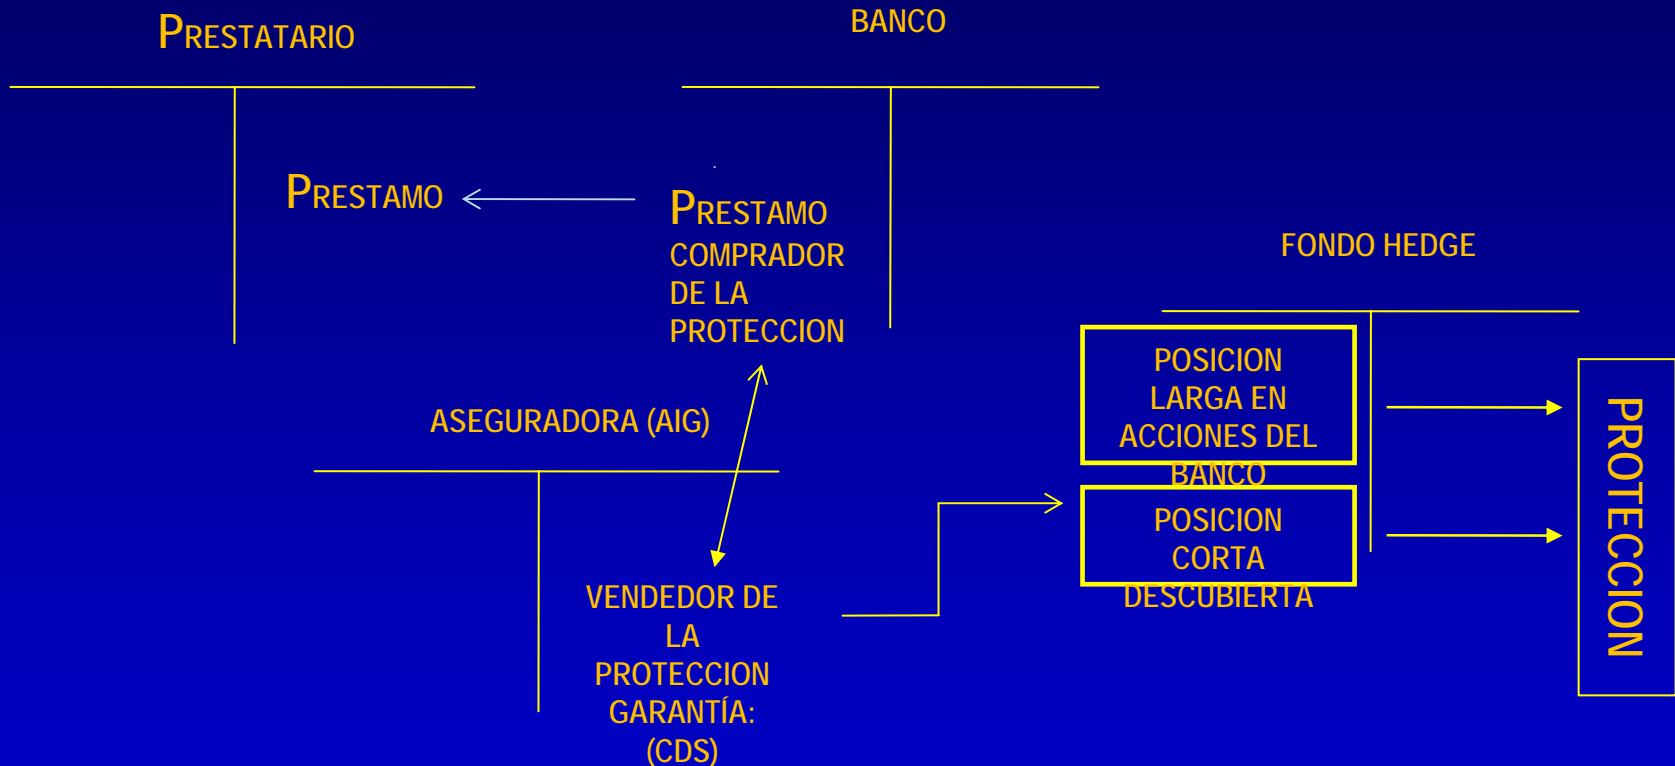 PRESTATARIO
BANCO
PRESTAMO
PRESTAMO
COMPRADOR
DE LA
PROTECCION
FONDO HEDGE
POSICION
LARGA EN
ACCIONES DEL
BANCO
POSICION
CORTA
DESCUBIERTA
PROTECCION
ASEGURADORA (AIG)
VENDEDOR DE
LA
PROTECCION
GARANTÍA:
(CDS)